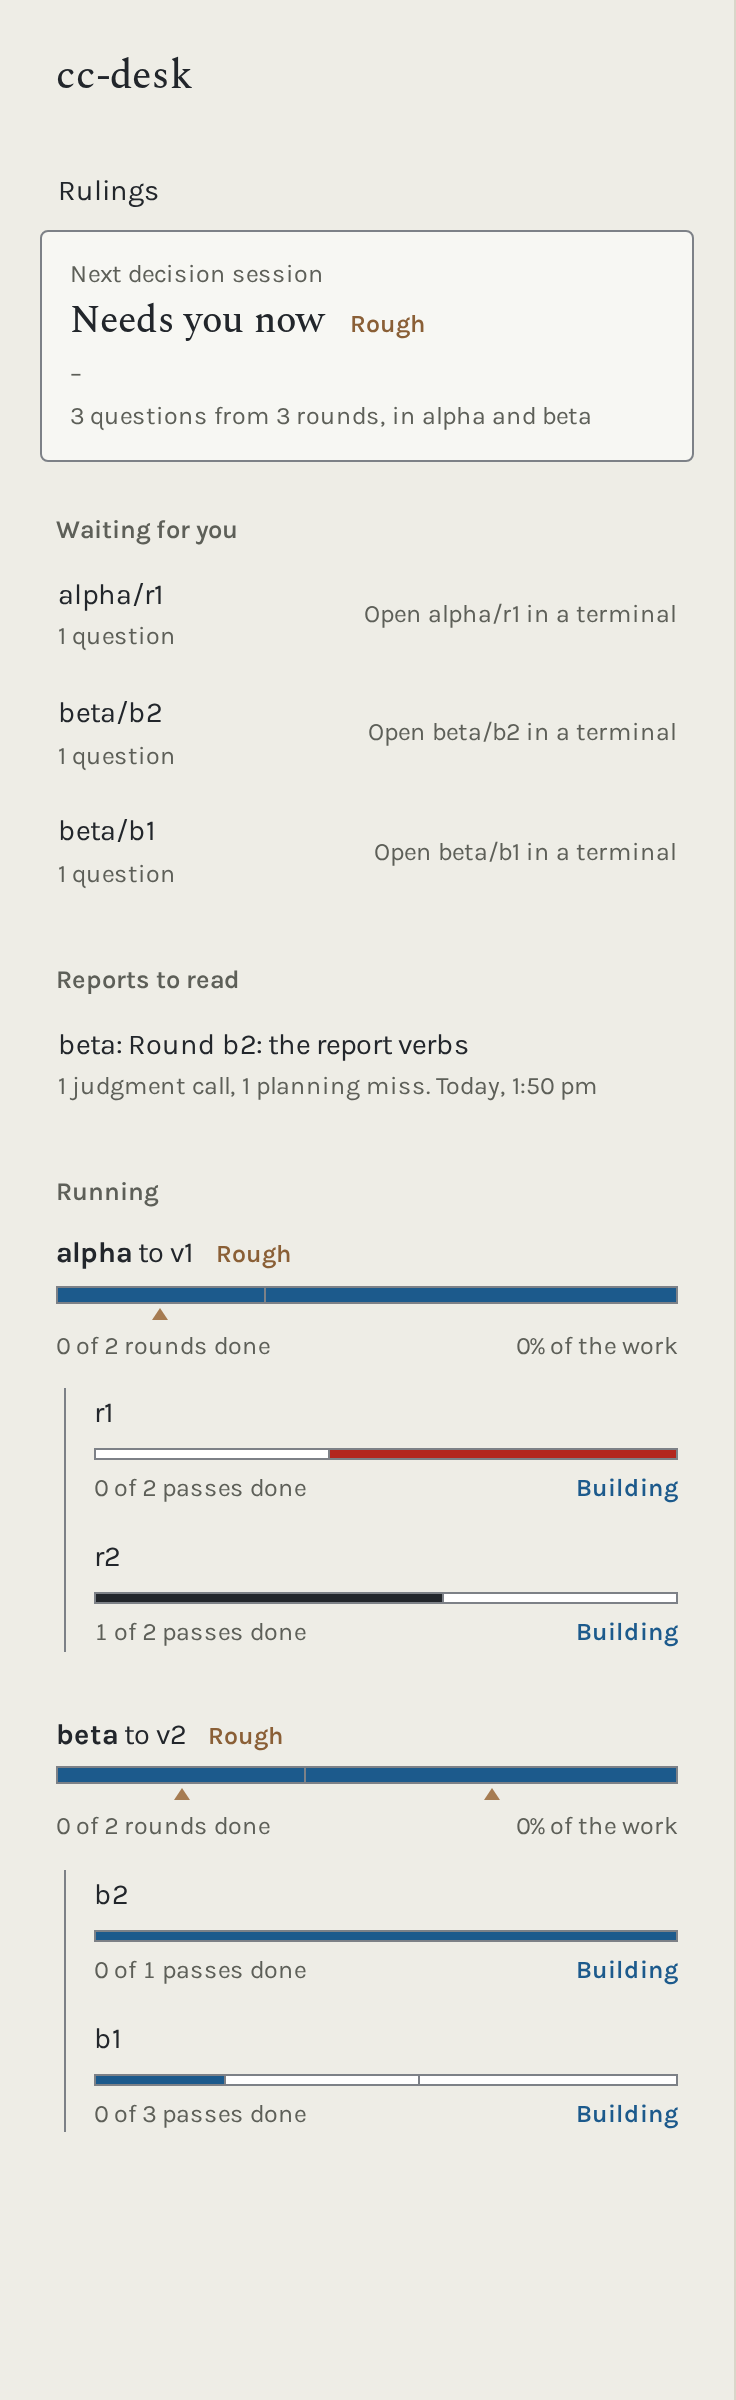 cc-desk
Rulings
Next decision session
Needs you now Rough
–
3 questions from 3 rounds, in alpha and beta
Waiting for you
alpha/r1
Open alpha/r1 in a terminal
1 question
beta/b2
Open beta/b2 in a terminal
1 question
beta/b1
Open beta/b1 in a terminal
1 question
Reports to read
beta: Round b2: the report verbs
1 judgment call, 1 planning miss. Today, 1:50 pm
Running
alpha to v1 Rough
0 of 2 rounds done 0% of the work
r1
0 of 2 passes done Building
r2
1 of 2 passes done Building
beta to v2 Rough
0 of 2 rounds done 0% of the work
b2
0 of 1 passes done Building
b1
0 of 3 passes done Building